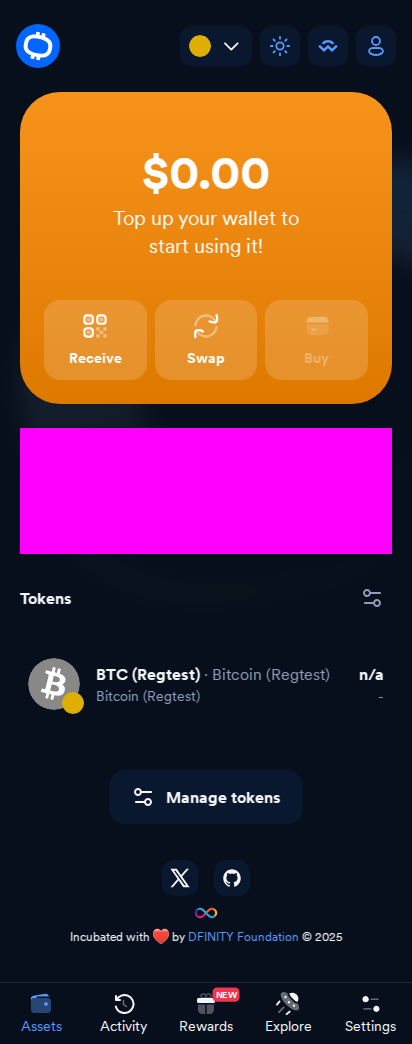 $0.00
Top up your wallet to
start using it!
Receive
Swap
Buy
Tokens
BTC (Regtest) · Bitcoin (Regtest)
n/a
Bitcoin (Regtest)
-
Manage tokens
Incubated with ❤️ by DFINITY Foundation © 2025
NEW
Assets
Activity
Rewards
Explore
Settings